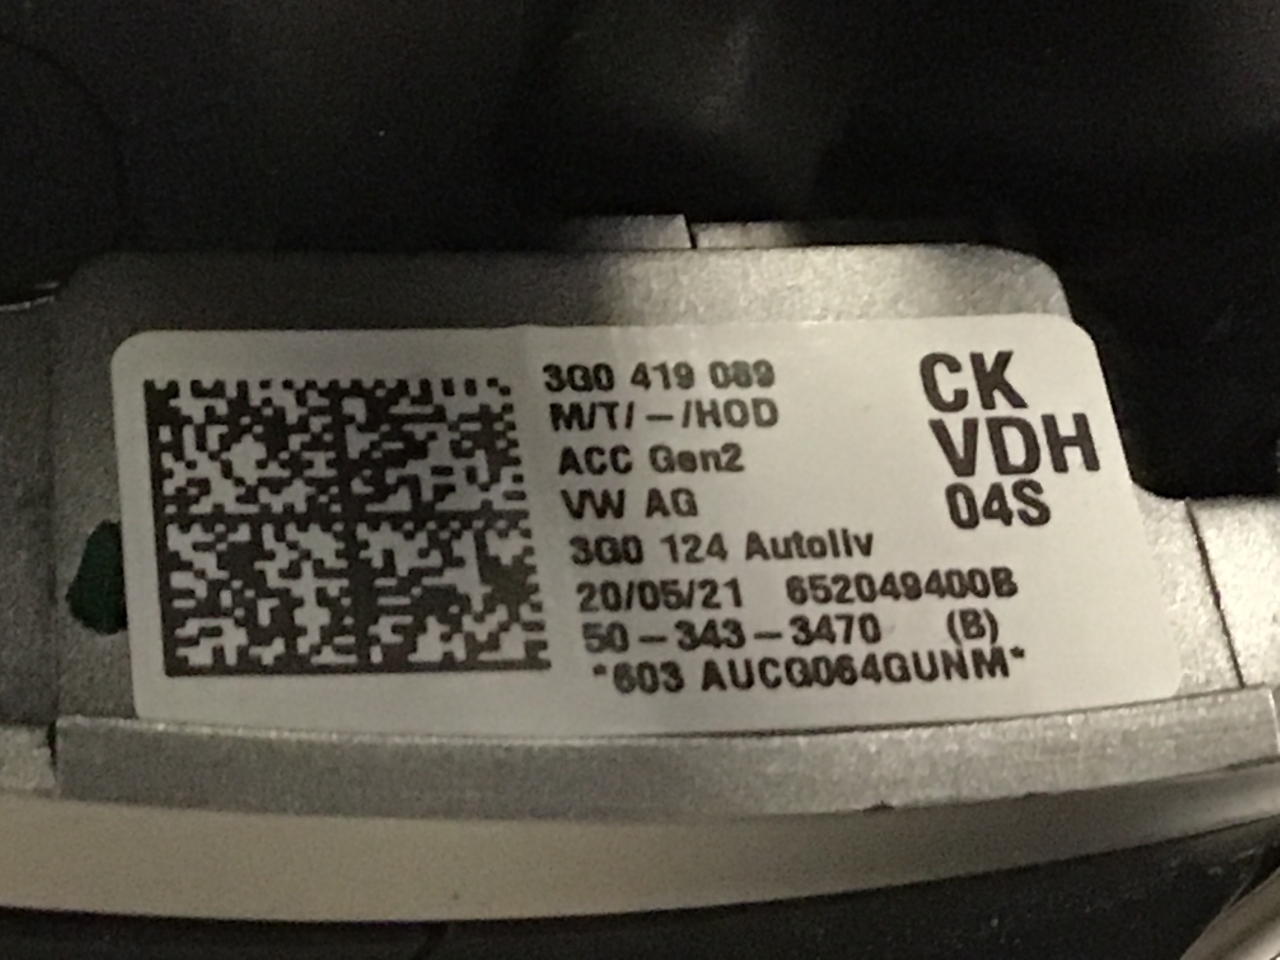 3G0 419 089
M/T/-/HOD
ACC Gen2
VW AG
3G0 124 Autoliv
20/05/21 652049400B
50-343-3470 (B)
*603 AUCG064GUNM*
CK
VDH
04S